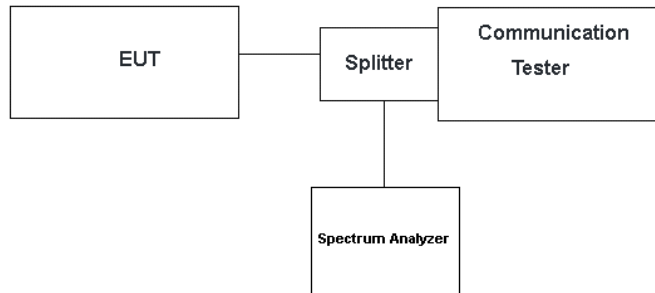 EUT
Splitter
Communication
Tester
Spectrum Analyzer